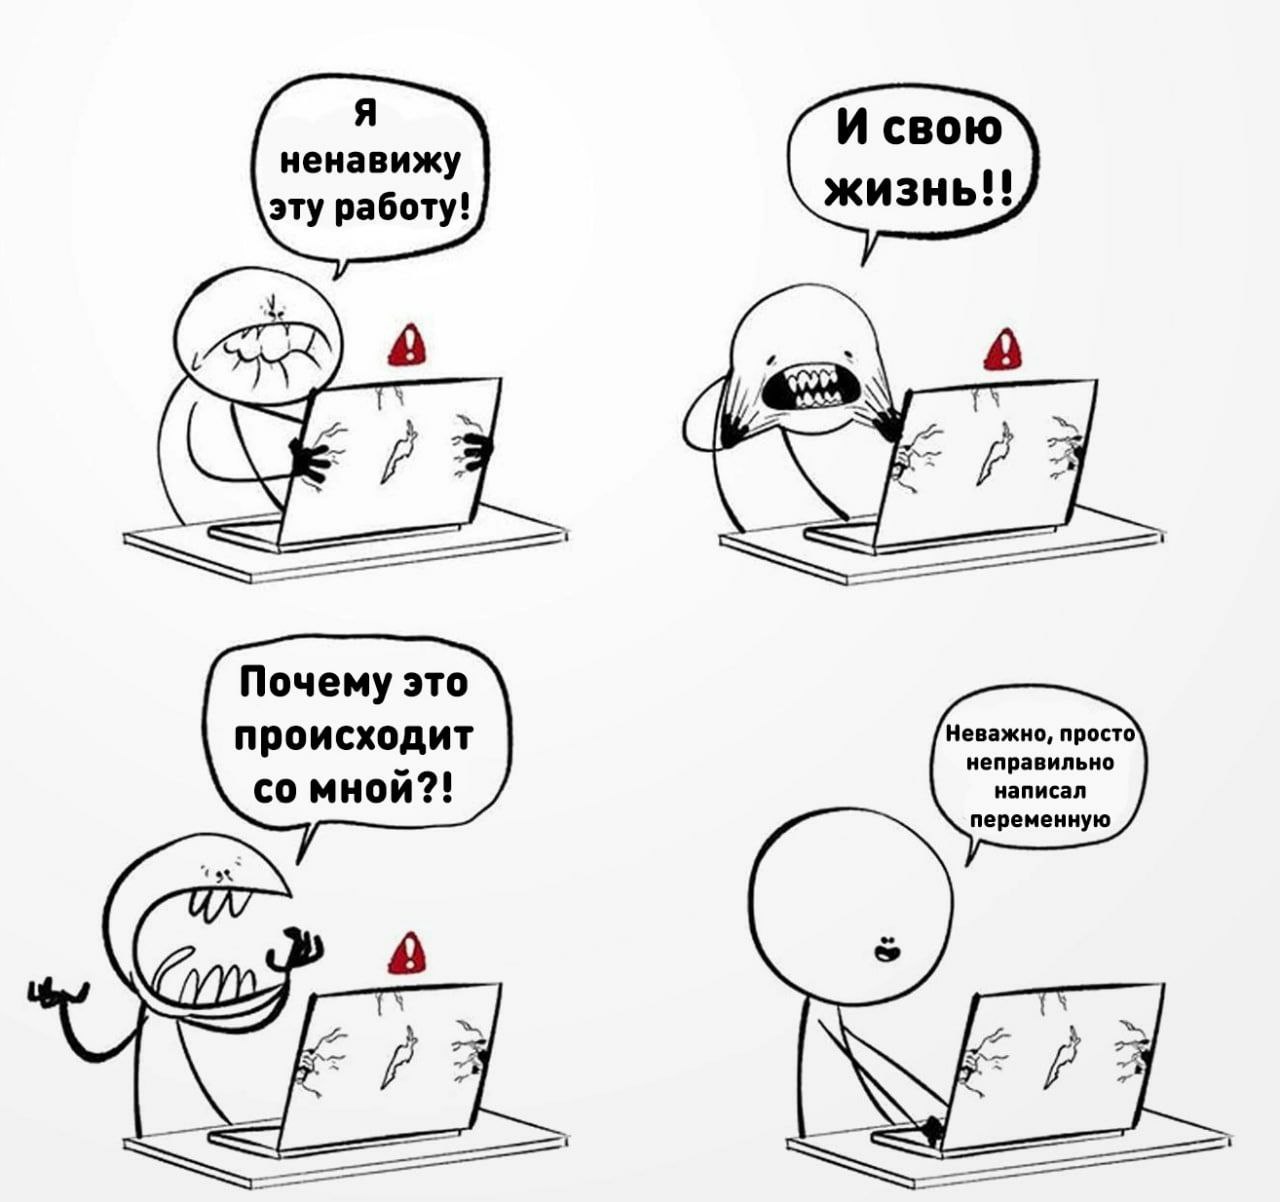 Я
ненавижу
эту работу!
И свою
жизнь!!
Почему это
происходит
со мной?!
Неважно, просто
неправильно
написал
переменную